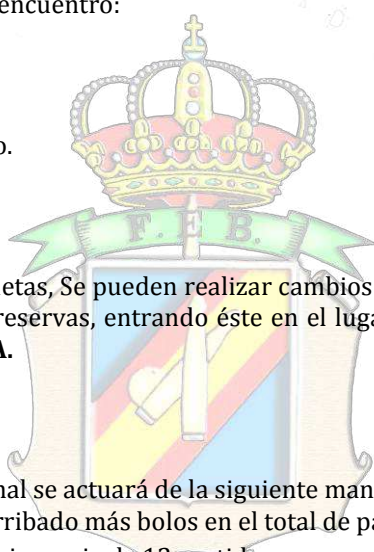 encuentro:
o.
F. E B.
etas, Se pueden realizar cambios
reservas, entrando éste en el luga
A.
nal se actuará de la siguiente man
rribado más bolos en el total de pa